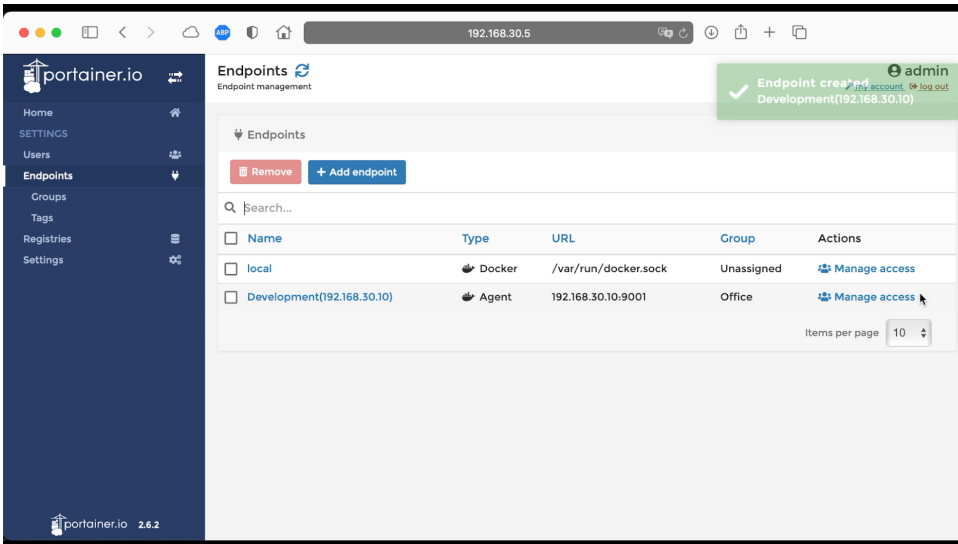 ABP
192.168.30.5
portainer.io
Home
SETTINGS
Users
Endpoints
Groups
Tags
Registries
Settings
portainer.io 2.6.2
Endpoints
Endpoint management
admin
my account log out
Endpoint created
Development(192.168.30.10)
Endpoints
Remove + Add endpoint
Search...
Name Type URL Group Actions
local Docker /var/run/docker.sock Unassigned Manage access
Development(192.168.30.10) Agent 192.168.30.10:9001 Office Manage access
Items per page 10